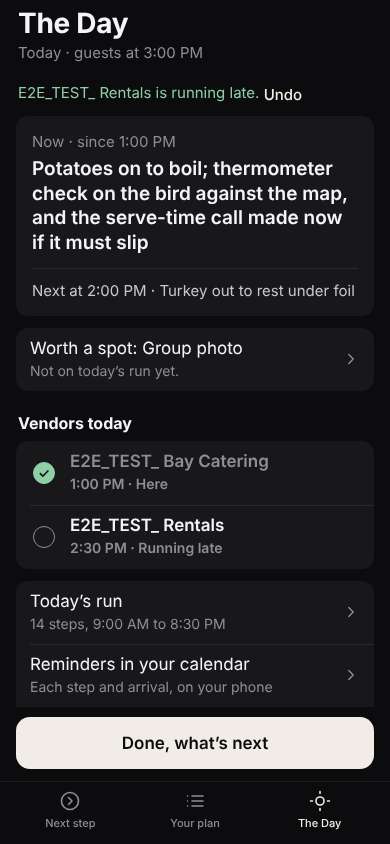 The Day
Today · guests at 3:00 PM
E2E_TEST_ Rentals is running late. Undo
Now · since 1:00 PM
Potatoes on to boil; thermometer
check on the bird against the map,
and the serve-time call made now
if it must slip
Next at 2:00 PM · Turkey out to rest under foil
Worth a spot: Group photo
Not on today’s run yet.
Vendors today
E2E_TEST_ Bay Catering
1:00 PM · Here
E2E_TEST_ Rentals
2:30 PM · Running late
Today’s run
14 steps, 9:00 AM to 8:30 PM
Reminders in your calendar
Each step and arrival, on your phone
Done, what’s next
Next step
Your plan
The Day